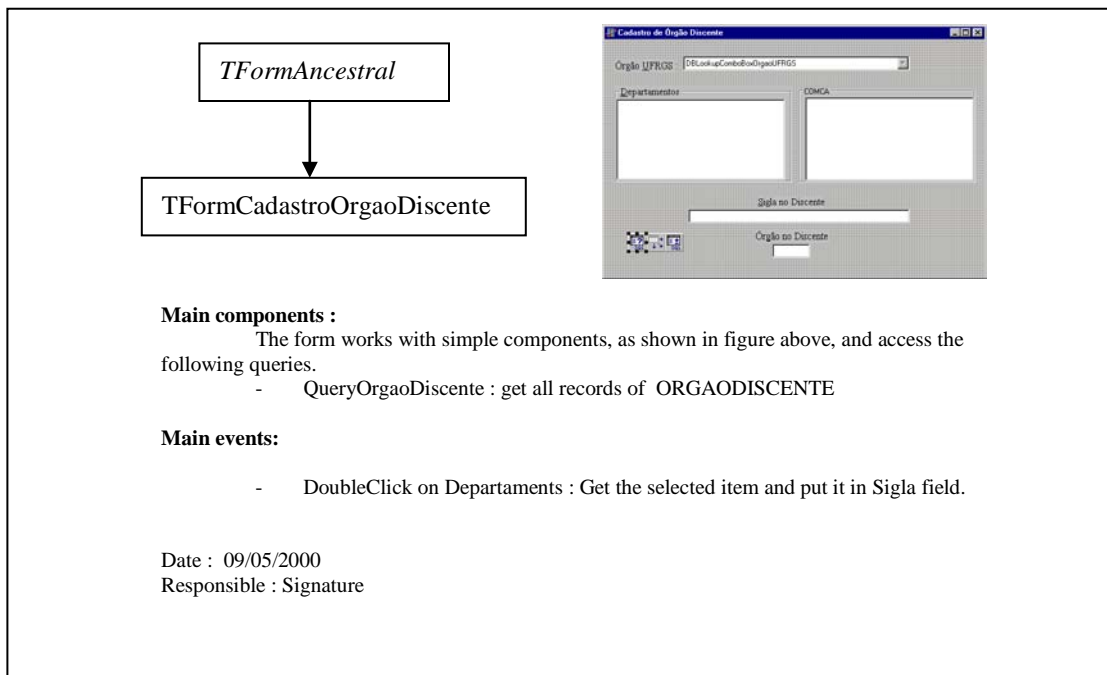 TFormAncestral
TFormCadastroOrgaoDiscente
Cadastro de Órgão Discente
Órgão UFRGS : DBLookupComboBoxOrgaoUFRGS
Departamentos COMCA
Sigla no Discente
Órgão no Discente
Main components :
The form works with simple components, as shown in figure above, and access the
following queries.
- QueryOrgaoDiscente : get all records of ORGAODISCENTE
Main events:
- DoubleClick on Departaments : Get the selected item and put it in Sigla field.
Date : 09/05/2000
Responsible : Signature